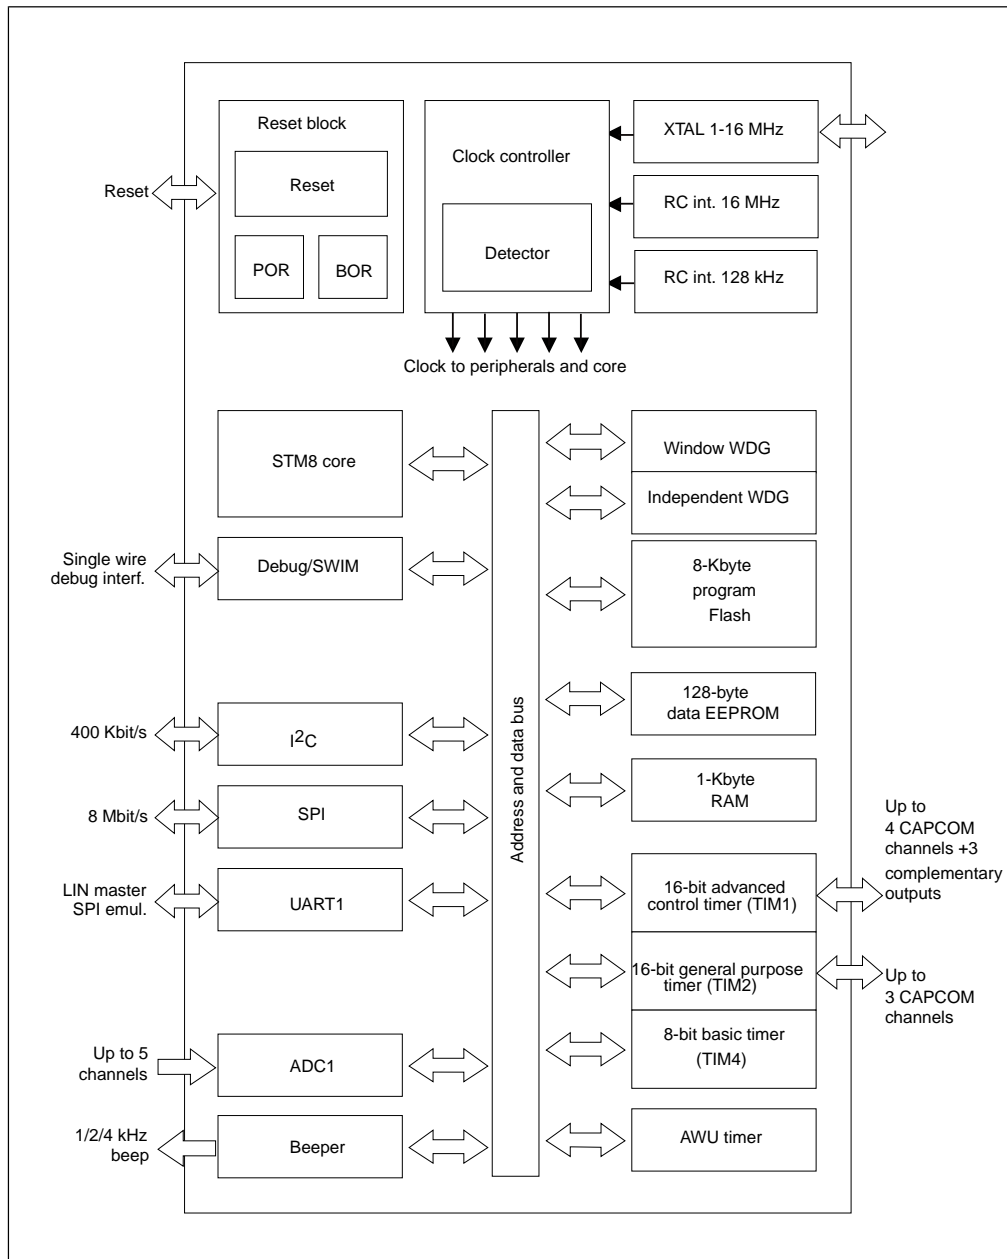 Reset block
Reset
POR
BOR
Reset
Clock controller
Detector
XTAL 1-16 MHz
RC int. 16 MHz
RC int. 128 kHz
Clock to peripherals and core
STM8 core
Single wire
debug interf.
Debug/SWIM
400 Kbit/s
I2C
8 Mbit/s
SPI
LIN master
SPI emul.
UART1
Up to 5
channels
ADC1
1/2/4 kHz
beep
Beeper
Address and data bus
Window WDG
Independent WDG
8-Kbyte
program
Flash
128-byte
data EEPROM
1-Kbyte
RAM
16-bit advanced
control timer (TIM1)
Up to
4 CAPCOM
channels +3
complementary
outputs
16-bit general purpose
timer (TIM2)
Up to
3 CAPCOM
channels
8-bit basic timer
(TIM4)
AWU timer